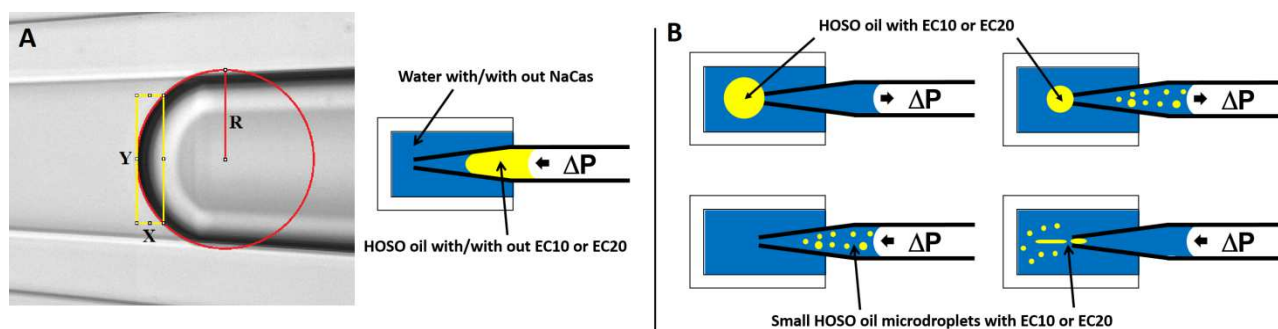 A
R
Y
X
Water with/with out NaCas
ΔP
HOSO oil with/with out EC10 or EC20
B
HOSO oil with EC10 or EC20
ΔP
ΔP
ΔP
ΔP
Small HOSO oil microdroplets with EC10 or EC20